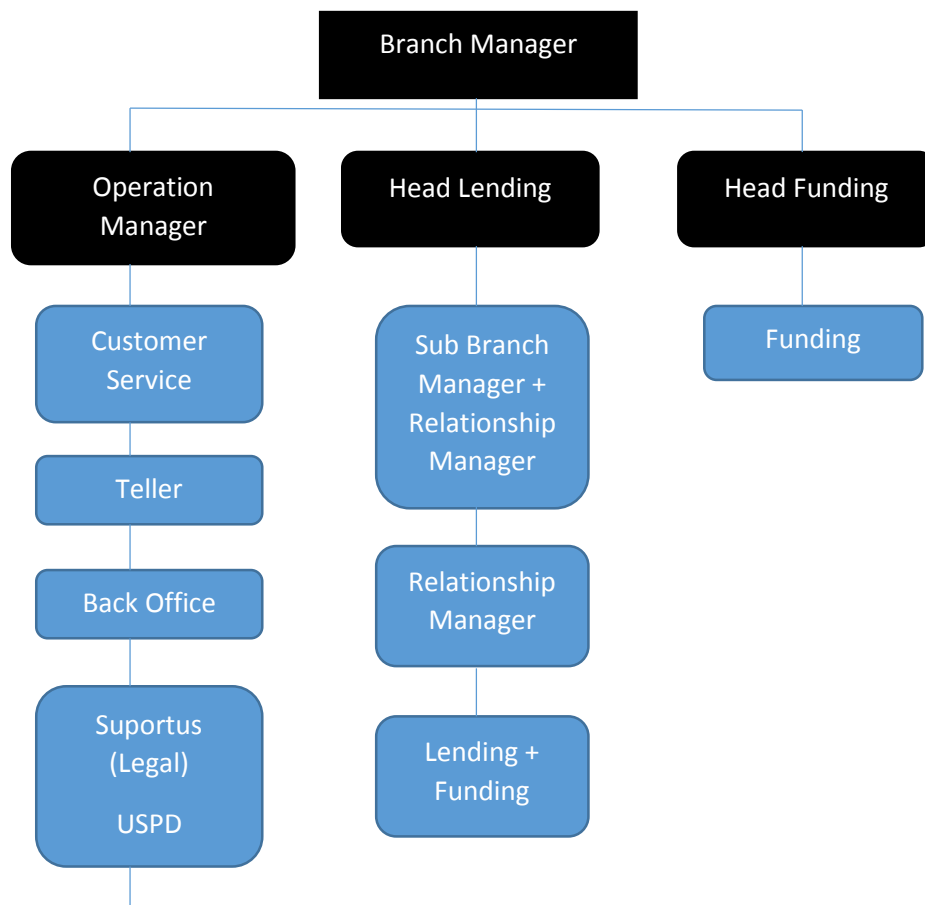 Branch Manager
Operation
Manager
Head Lending
Head Funding
Customer
Service
Sub Branch
Manager +
Relationship
Manager
Funding
Teller
Relationship
Manager
Back Office
Suportus
(Legal)
USPD
Lending +
Funding